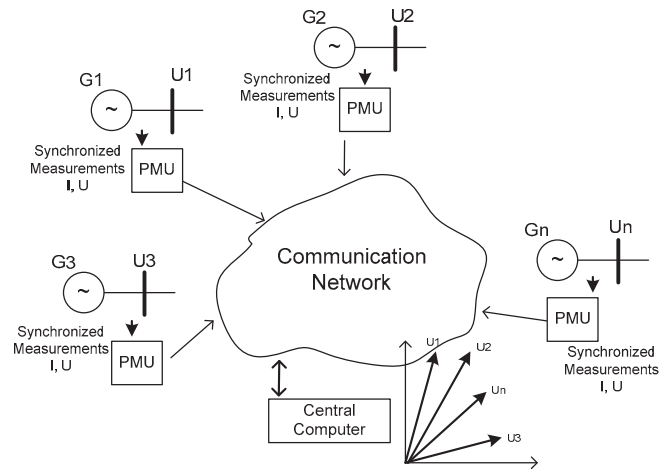 G2
U2
~
Synchronized
Measurements
I, U
PMU
G1
U1
~
Synchronized
Measurements
I, U
PMU
G3
U3
~
Synchronized
Measurements
I, U
PMU
Communication
Network
Gn
Un
~
PMU
Synchronized
Measurements
I, U
Central
Computer
U1
U2
Un
U3